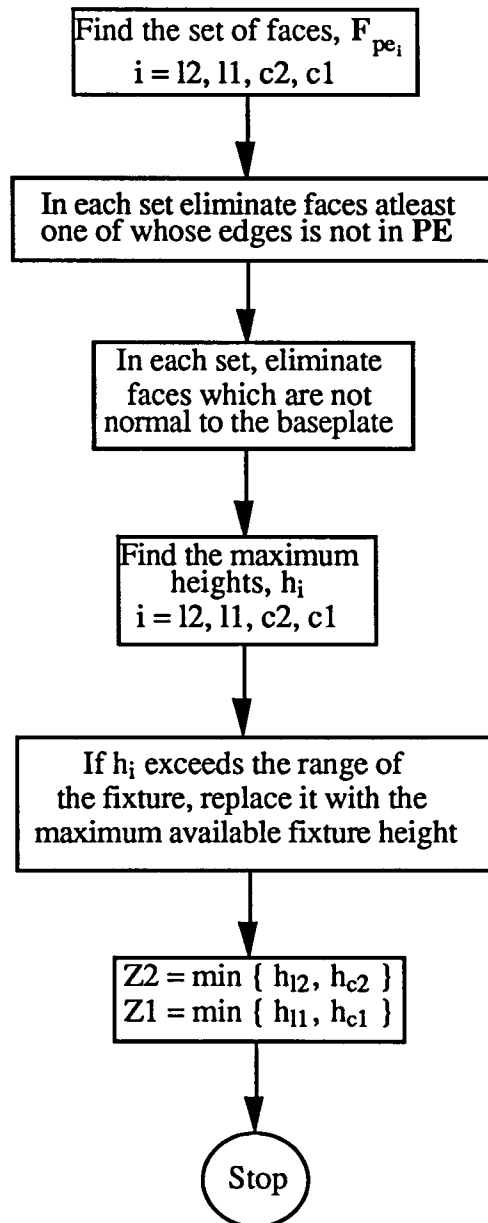 Find the set of faces, F_pe_i
i = l2, l1, c2, c1
In each set eliminate faces atleast
one of whose edges is not in PE
In each set, eliminate
faces which are not
normal to the baseplate
Find the maximum
heights, h_i
i = l2, l1, c2, c1
If h_i exceeds the range of
the fixture, replace it with the
maximum available fixture height
Z2 = min { h_l2, h_c2 }
Z1 = min { h_l1, h_c1 }
Stop